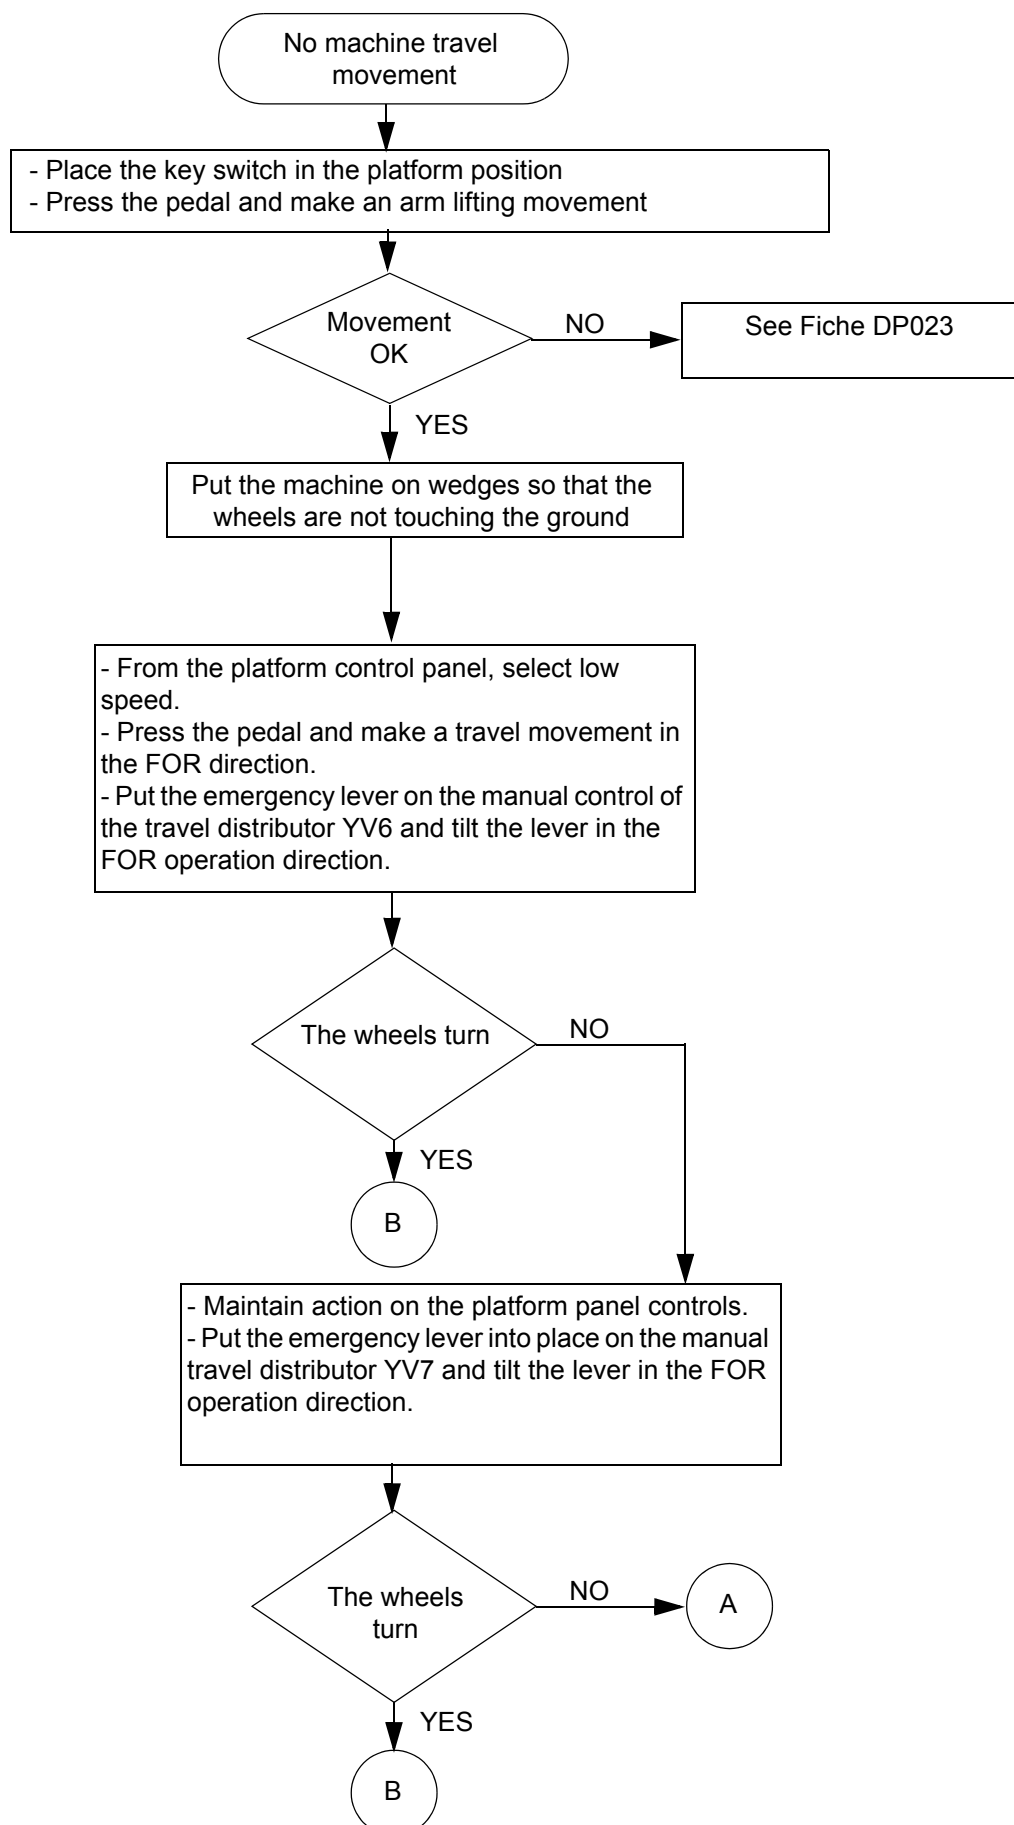 No machine travel
movement
- Place the key switch in the platform position
- Press the pedal and make an arm lifting movement
Movement
OK
NO
See Fiche DP023
YES
Put the machine on wedges so that the
wheels are not touching the ground
- From the platform control panel, select low
speed.
- Press the pedal and make a travel movement in
the FOR direction.
- Put the emergency lever on the manual control of
the travel distributor YV6 and tilt the lever in the
FOR operation direction.
The wheels turn
NO
YES
B
- Maintain action on the platform panel controls.
- Put the emergency lever into place on the manual
travel distributor YV7 and tilt the lever in the FOR
operation direction.
The wheels
turn
NO
A
YES
B